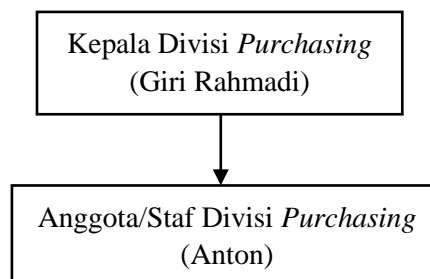 Kepala Divisi Purchasing
(Giri Rahmadi)
Anggota/Staf Divisi Purchasing
(Anton)